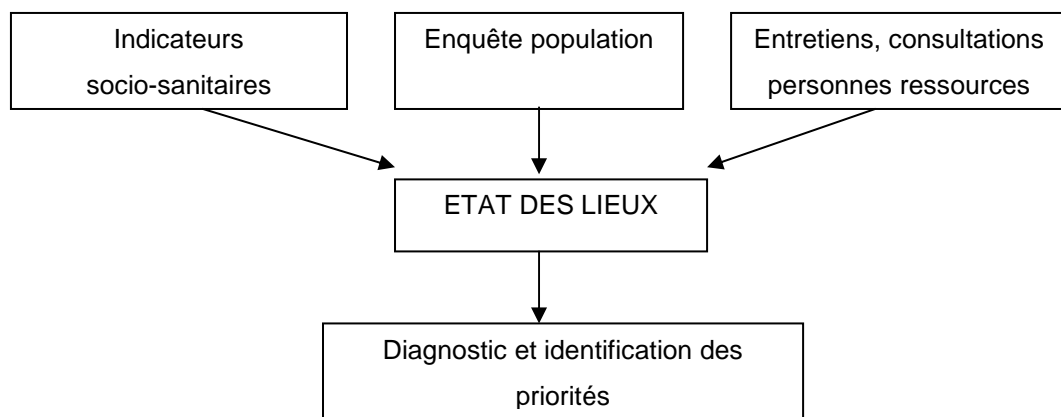 Indicateurs
socio-sanitaires
Enquête population
Entretiens, consultations
personnes ressources
ETAT DES LIEUX
Diagnostic et identification des
priorités